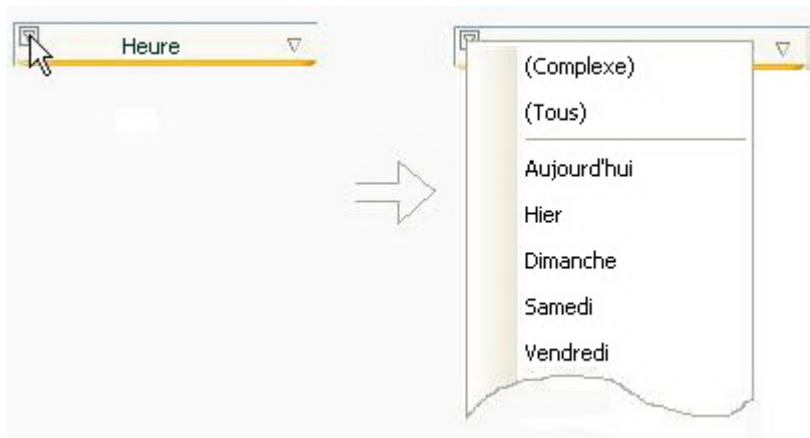 Heure
(Complexe)
(Tous)
Aujourd'hui
Hier
Dimanche
Samedi
Vendredi